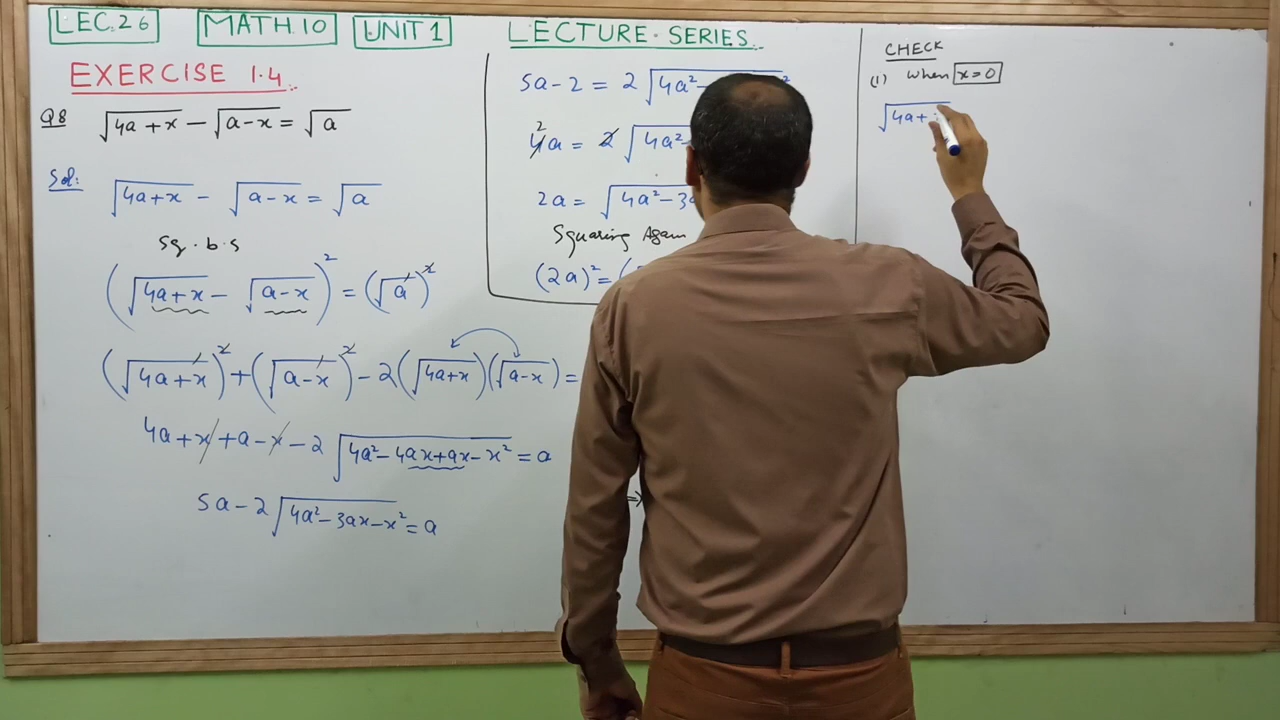 LEC.26 MATH.10 UNIT 1 LECTURE SERIES
EXERCISE 1.4
Q8 √(4a+x) − √(a−x) = √a
Sol: √(4a+x) − √(a−x) = √a
Sq. b.s
(√(4a+x) − √(a−x))² = (√a)²
(√(4a+x))² + (√(a−x))² − 2(√(4a+x))(√(a−x)) =
4a+x+a−x−2√(4a²−4ax+ax−x²) = a
5a−2√(4a²−3ax−x²) = a
5a−2 = 2√(4a²−
4a = 2√(4a²
2
2a = √(4a²−3a
Squaring Again
(2a)² = (
⇒
CHECK
(1) When x=0
√(4a+